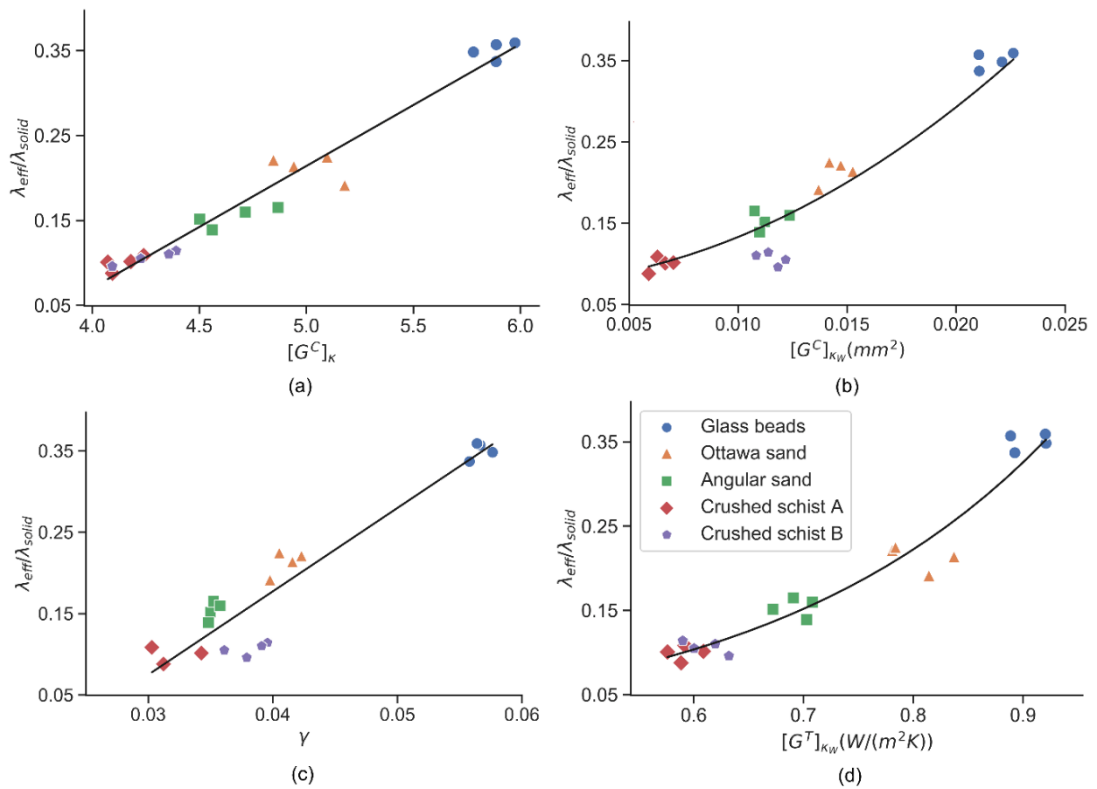 0.35
0.25
0.15
0.05
λeff/λsolid
4.0 4.5 5.0 5.5 6.0
[G^C]κ
(a)
0.35
0.25
0.15
0.05
λeff/λsolid
0.005 0.010 0.015 0.020 0.025
[G^C]κW(mm²)
(b)
0.35
0.25
0.15
0.05
λeff/λsolid
0.03 0.04 0.05 0.06
γ
(c)
Glass beads
Ottawa sand
Angular sand
Crushed schist A
Crushed schist B
0.35
0.25
0.15
0.05
λeff/λsolid
0.6 0.7 0.8 0.9
[G^T]κW(W/(m²K))
(d)